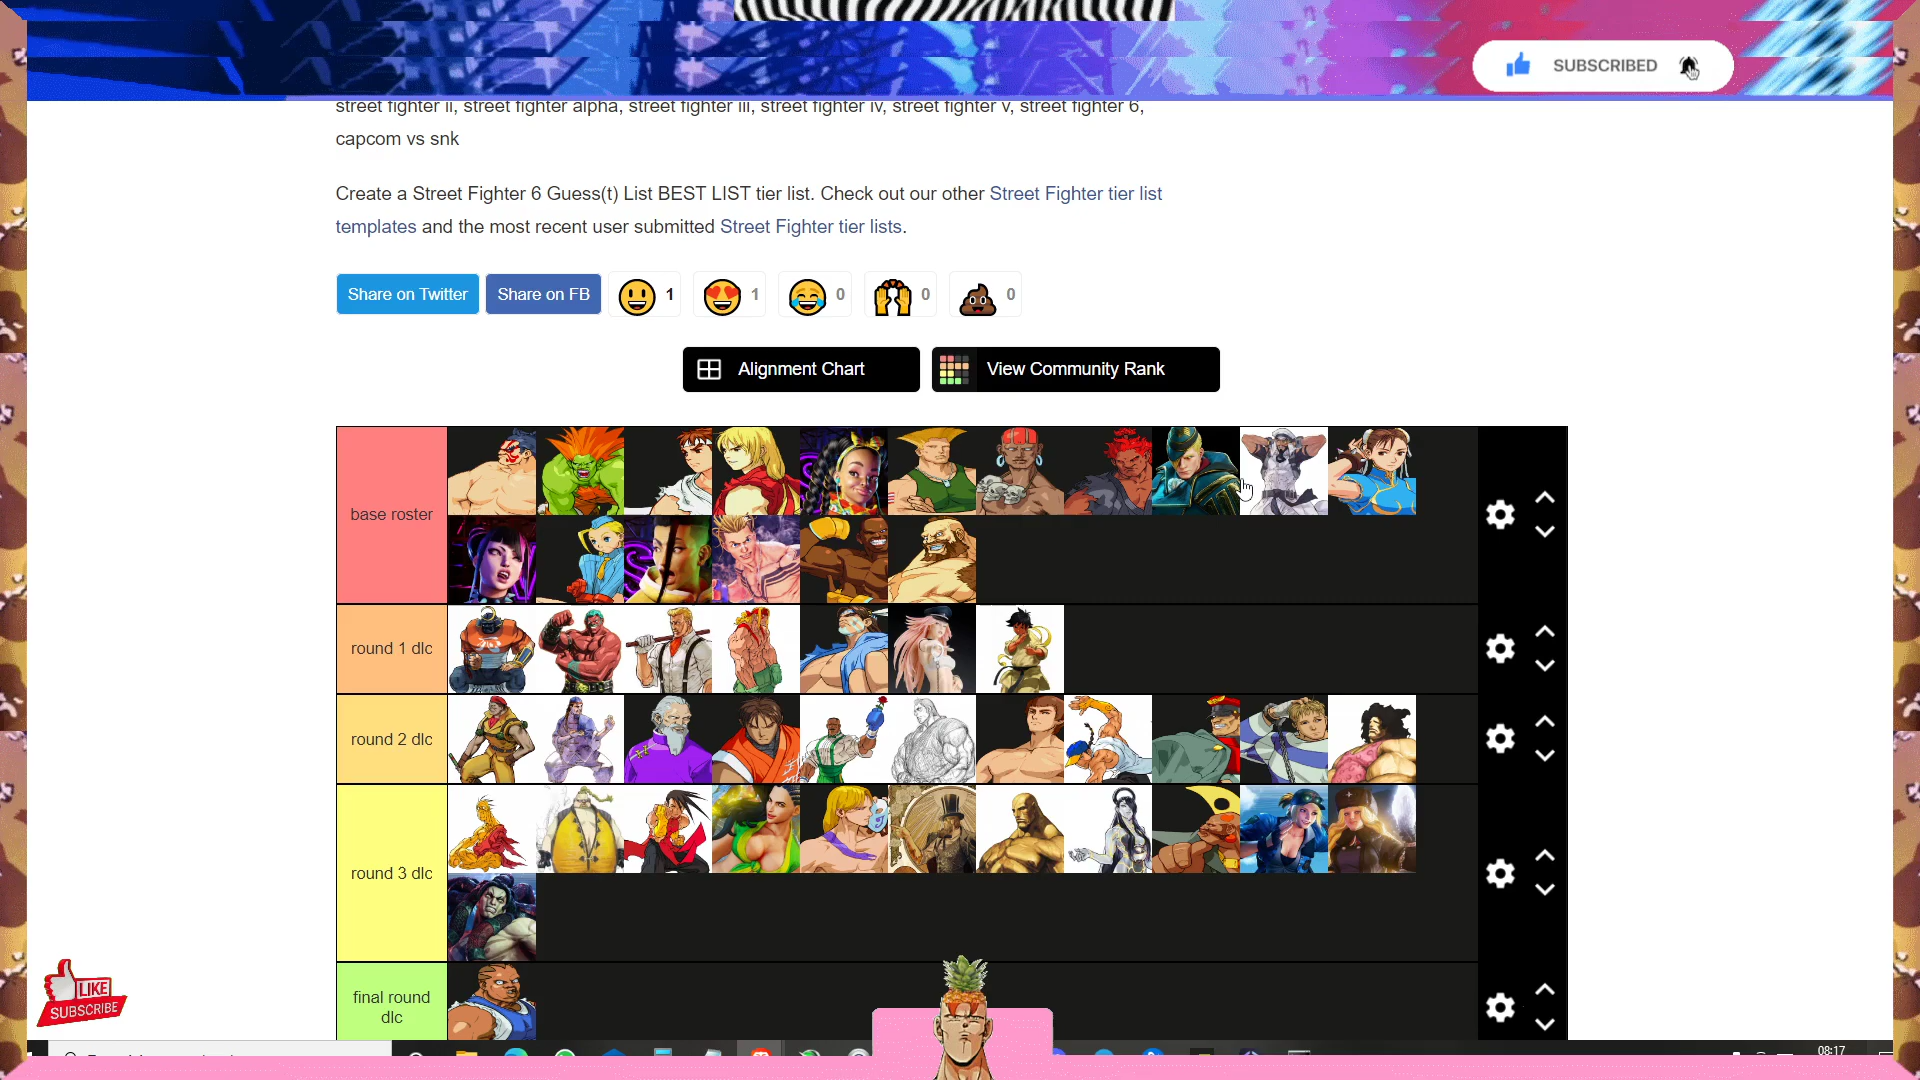 SUBSCRIBED
street fighter ii, street fighter alpha, street fighter iii, street fighter iv, street fighter v, street fighter 6,
capcom vs snk
Create a Street Fighter 6 Guess(t) List BEST LIST tier list. Check out our other Street Fighter tier list
templates and the most recent user submitted Street Fighter tier lists.
Share on Twitter
Share on FB
1
1
0
0
0
Alignment Chart
View Community Rank
base roster
round 1 dlc
round 2 dlc
round 3 dlc
final round
dlc
LIKE
SUBSCRIBE
08:17